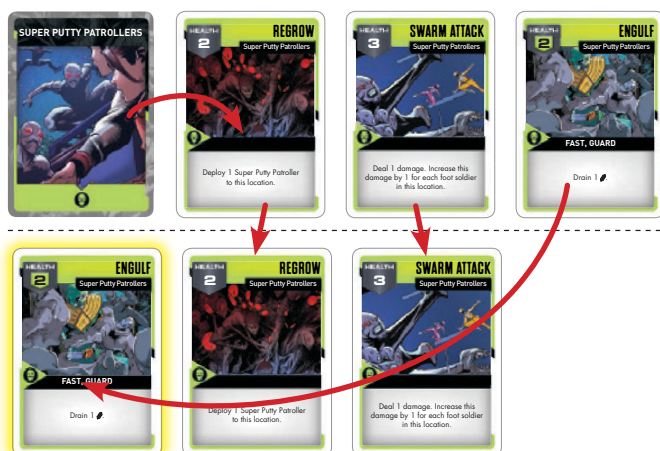 SUPER PUTTY PATROLLERS
HEALTH
2
REGROW
Super Putty Patrollers
Deploy 1 Super Putty Patroller
to this location.
HEALTH
3
SWARM ATTACK
Super Putty Patrollers
Deal 1 damage. Increase this
damage by 1 for each foot soldier
in this location.
HEALTH
2
ENGULF
Super Putty Patrollers
FAST, GUARD
Drain 1
HEALTH
2
ENGULF
Super Putty Patrollers
FAST, GUARD
Drain 1
HEALTH
2
REGROW
Super Putty Patrollers
Deploy 1 Super Putty Patroller
to this location.
HEALTH
3
SWARM ATTACK
Super Putty Patrollers
Deal 1 damage. Increase this
damage by 1 for each foot soldier
in this location.